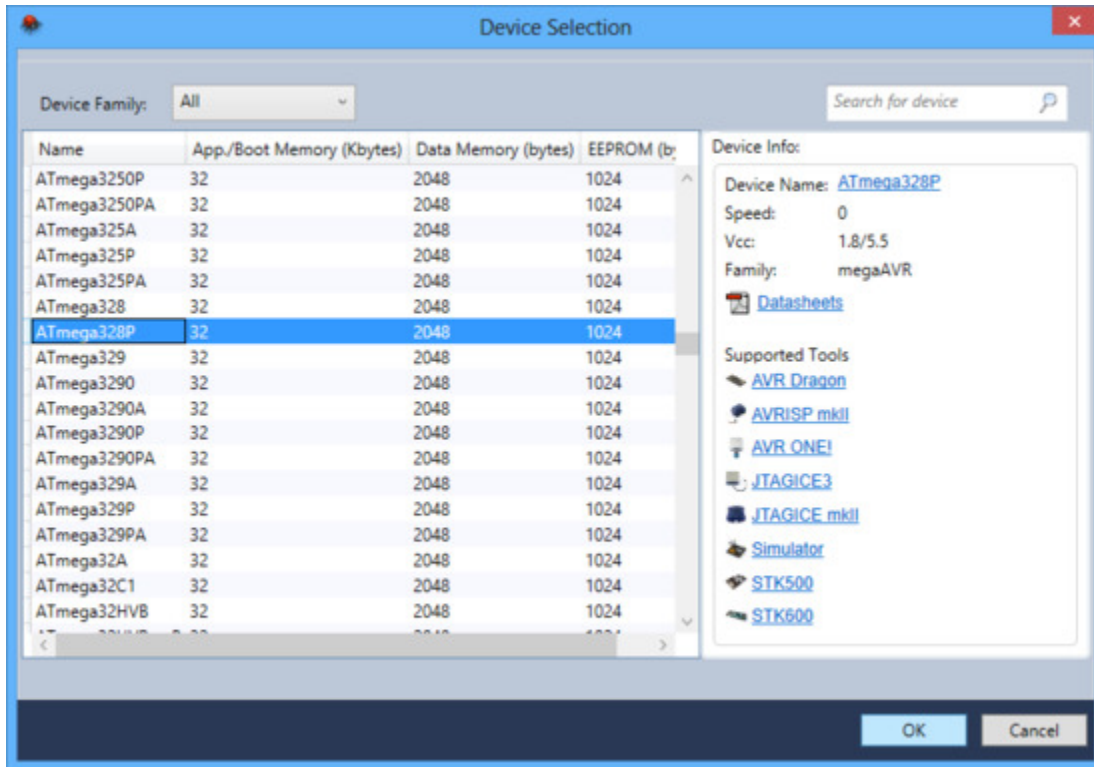 Device Selection
Device Family: All
Search for device
Name App./Boot Memory (Kbytes) Data Memory (bytes) EEPROM (by
ATmega3250P 32 2048 1024
ATmega3250PA 32 2048 1024
ATmega325A 32 2048 1024
ATmega325P 32 2048 1024
ATmega325PA 32 2048 1024
ATmega328 32 2048 1024
ATmega328P 32 2048 1024
ATmega329 32 2048 1024
ATmega3290 32 2048 1024
ATmega3290A 32 2048 1024
ATmega3290P 32 2048 1024
ATmega3290PA 32 2048 1024
ATmega329A 32 2048 1024
ATmega329P 32 2048 1024
ATmega329PA 32 2048 1024
ATmega32A 32 2048 1024
ATmega32C1 32 2048 1024
ATmega32HVB 32 2048 1024
Device Info:
Device Name: ATmega328P
Speed: 0
Vcc: 1.8/5.5
Family: megaAVR
Datasheets
Supported Tools
AVR Dragon
AVRISP mkII
AVR ONE!
JTAGICE3
JTAGICE mkII
Simulator
STK500
STK600
OK Cancel